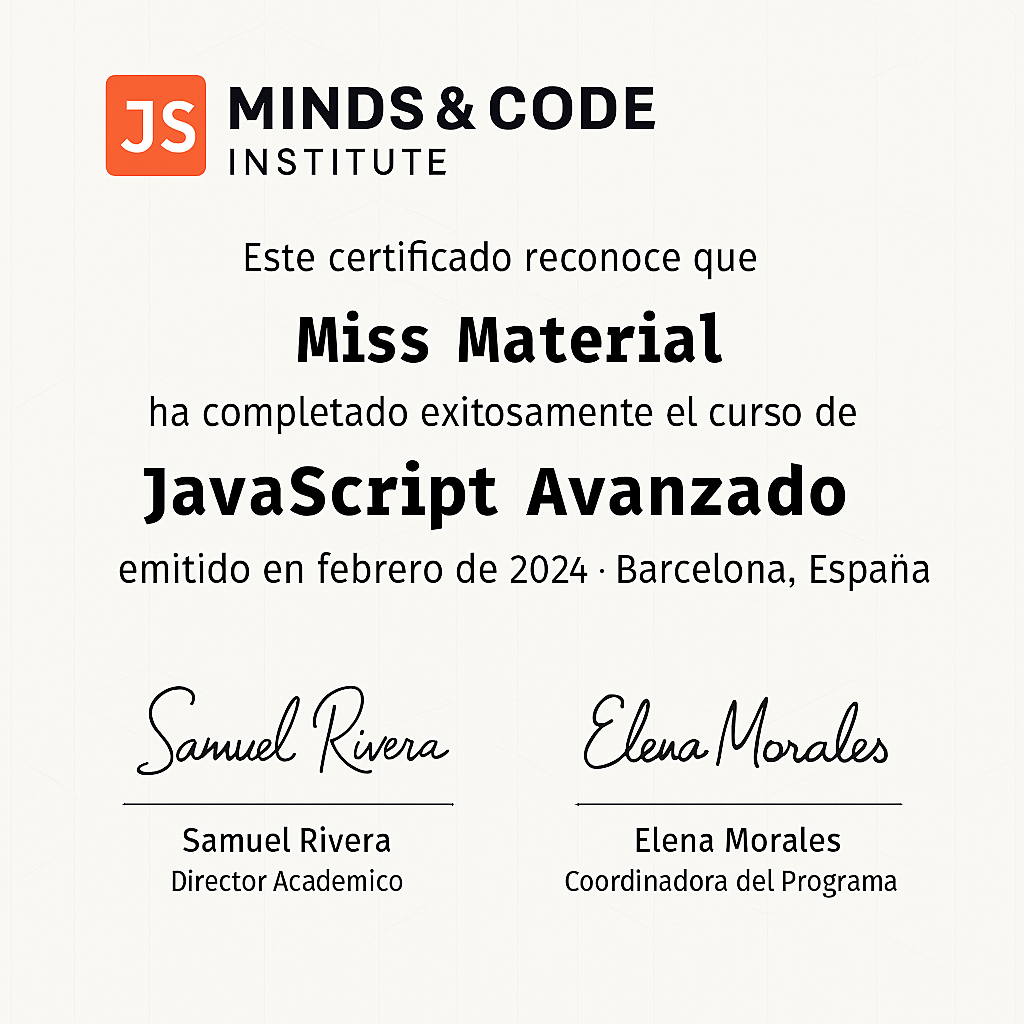 JS MINDS & CODE
INSTITUTE
Este certificado reconoce que
Miss Material
ha completado exitosamente el curso de
JavaScript Avanzado
emitido en febrero de 2024 · Barcelona, Espäna
Samuel Rivera
Elena Morales
Samuel Rivera
Elena Morales
Director Academico
Coordinadora del Programa